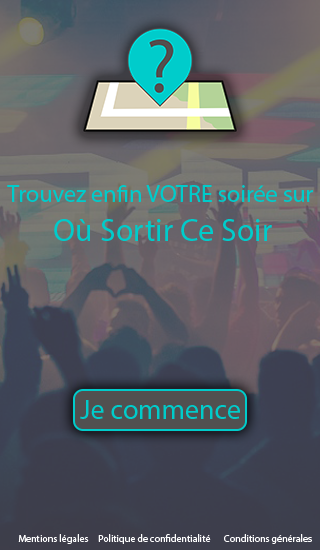 ?
Trouvez enfin VOTRE soirée sur
Où Sortir Ce Soir
Je commence
Mentions légales Politique de confidentialité Conditions générales